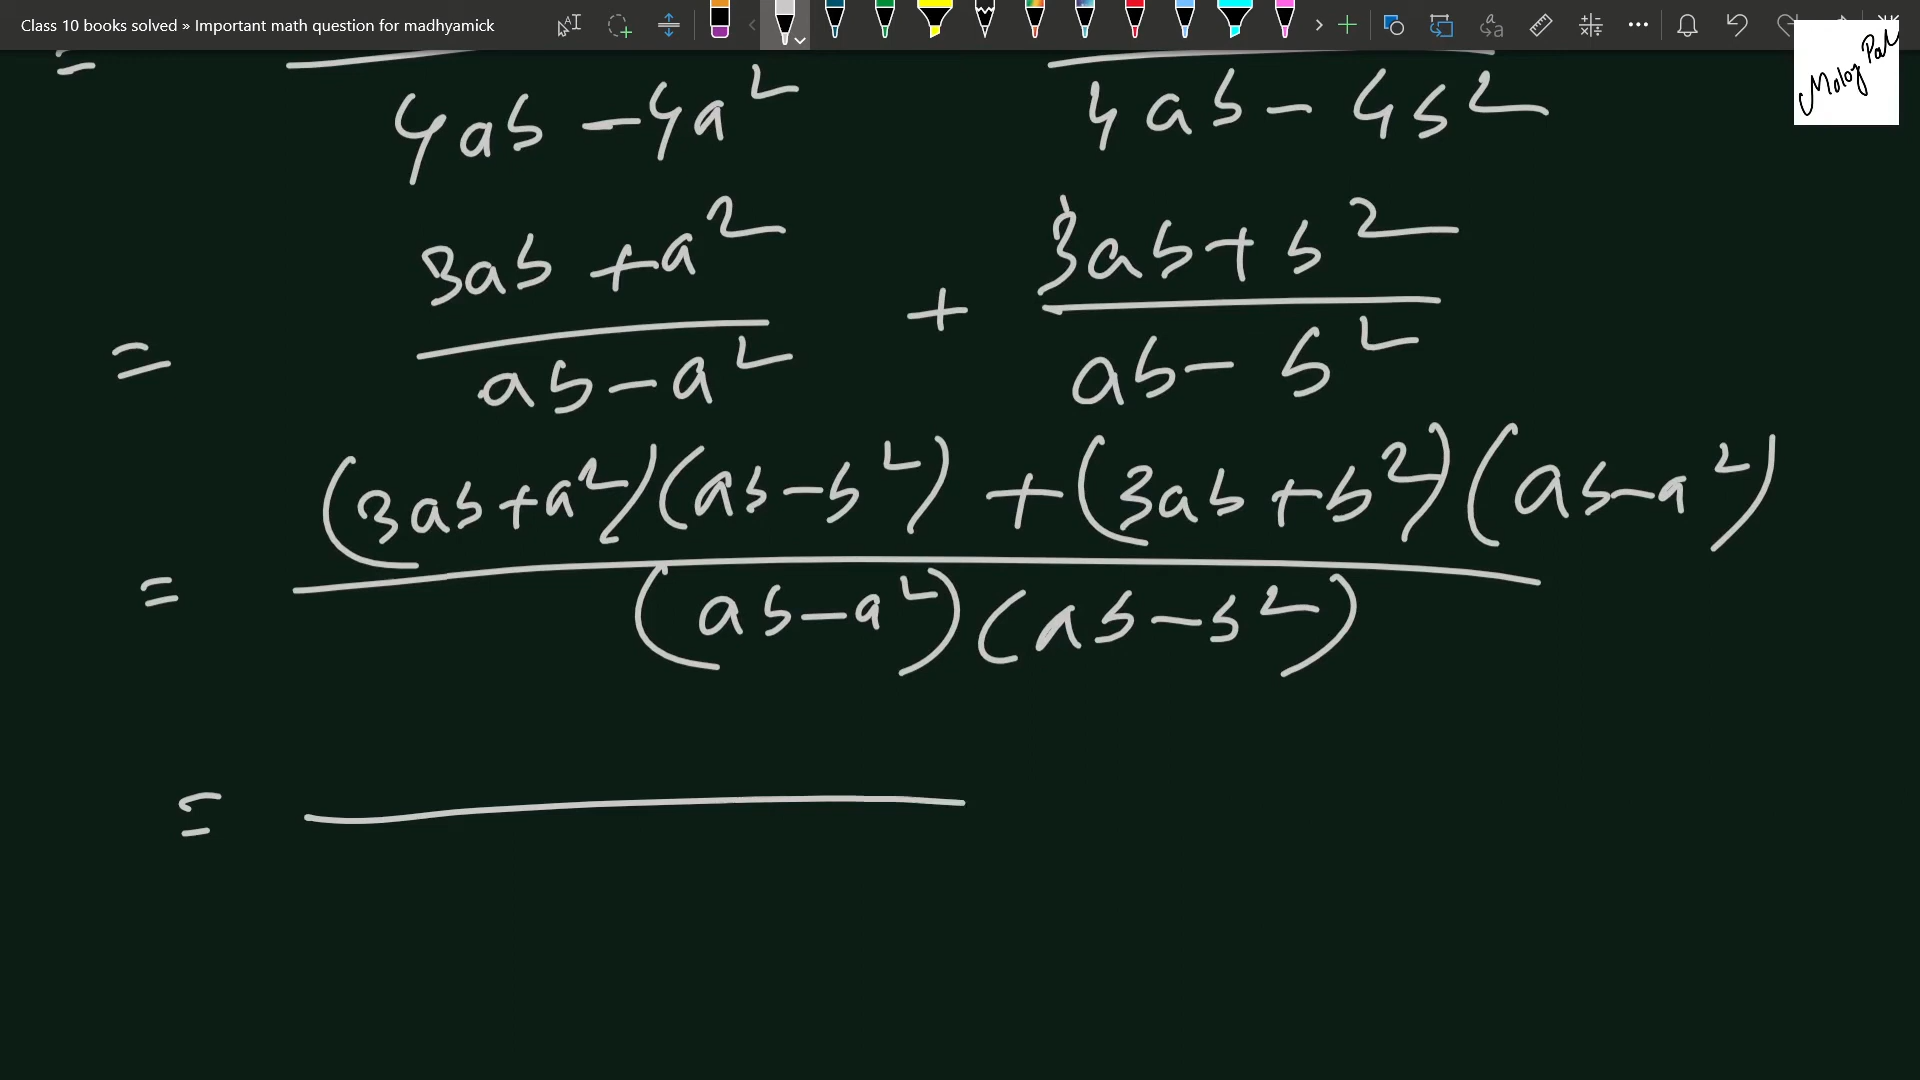 Class 10 books solved » Important math question for madhyamick
Moloy Pal
= ——— ———
4ab - 4a² 4ab - 4b²
= (3ab + a²)/(ab - a²) + (3ab + b²)/(ab - b²)
= ((3ab + a²)(ab - b²) + (3ab + b²)(ab - a²))/((ab - a²)(ab - b²))
= ———